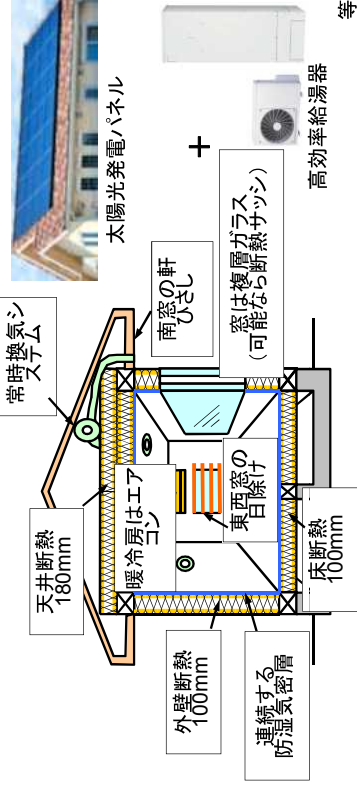 常時換気シ
ステム
天井断熱
180mm
外壁断熱
100mm
連続する
防湿気密層
暖冷房はエア
コン
東西窓の
日除け
床断熱
100mm
南窓の軒
ひさし
窓は複層ガラス
(可能なら断熱サッシ)
太陽光発電パネル
+
高効率給湯器
等